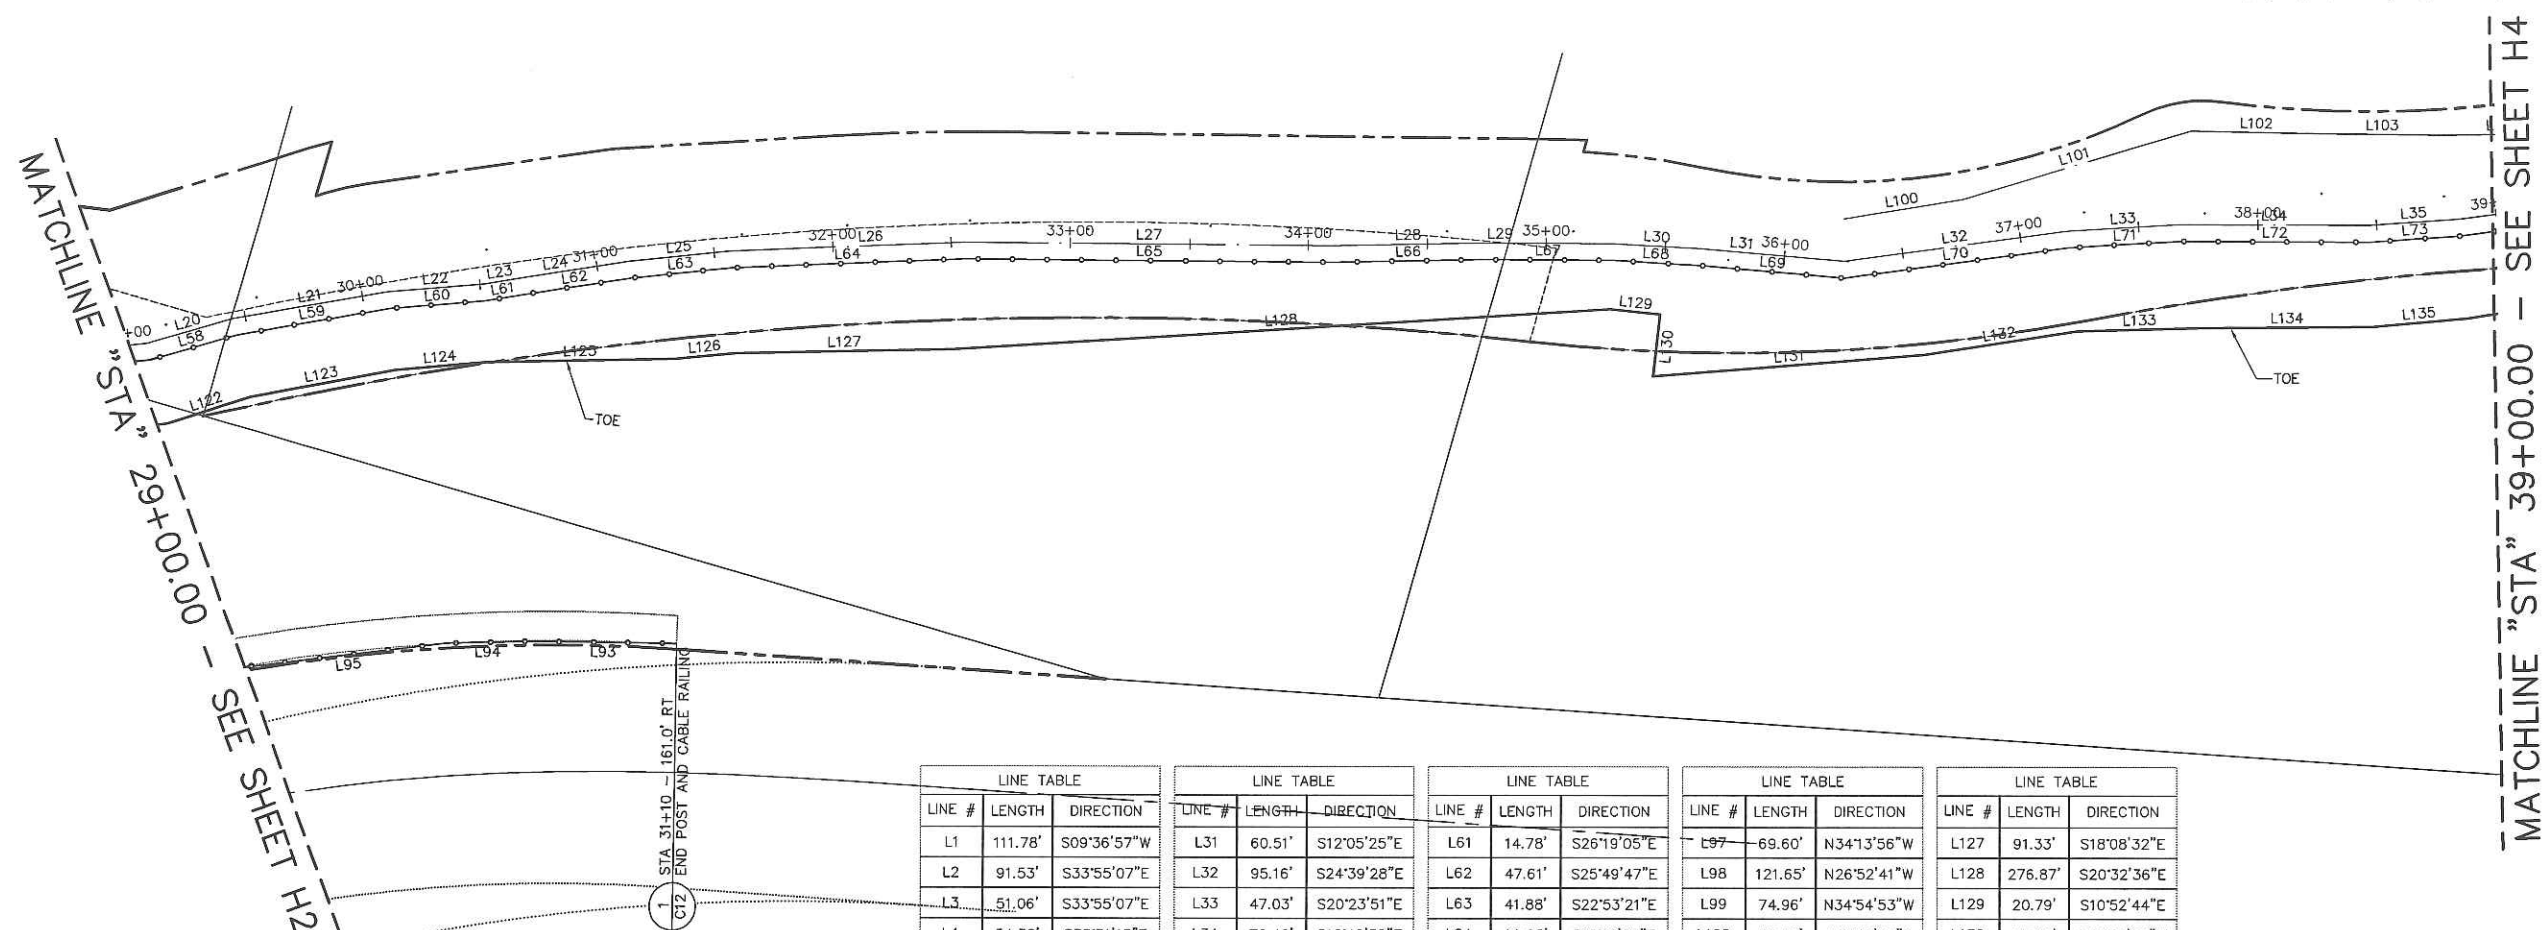 MATCHLINE "STA" 29+00.00 – SEE SHEET H2
MATCHLINE "STA" 39+00.00 – SEE SHEET H4
L102
L103
L101
L100
+00
L20
L21
30+00
L22
L23
L24
31+00
L25
32+00
L26
33+00
L27
34+00
L28
L29
35+00
L30
L31
36+00
L32
37+00
L33
38+00
L34
L35
39+
L58
L59
L60
L61
L62
L63
L64
L65
L66
L67
L68
L69
L70
L71
L72
L73
L122
L123
L124
L125
L126
L127
L128
L129
L130
L131
L132
L133
L134
L135
TOE
TOE
L95
L94
L93
STA 31+10 – 161.0' RT
END POST AND CABLE RAILING
1
C12
LINE TABLE
LINE # LENGTH DIRECTION
L1 111.78' S09°36'57"W
L2 91.53' S33°55'07"E
L3 51.06' S33°55'07"E
LINE TABLE
LINE # LENGTH DIRECTION
L31 60.51' S12°05'25"E
L32 95.16' S24°39'28"E
L33 47.03' S20°23'51"E
LINE TABLE
LINE # LENGTH DIRECTION
L61 14.78' S26°19'05"E
L62 47.61' S25°49'47"E
L63 41.88' S22°53'21"E
LINE TABLE
LINE # LENGTH DIRECTION
L97 69.60' N34°13'56"W
L98 121.65' N26°52'41"W
L99 74.96' N34°54'53"W
LINE TABLE
LINE # LENGTH DIRECTION
L127 91.33' S18°08'32"E
L128 276.87' S20°32'36"E
L129 20.79' S10°52'44"E